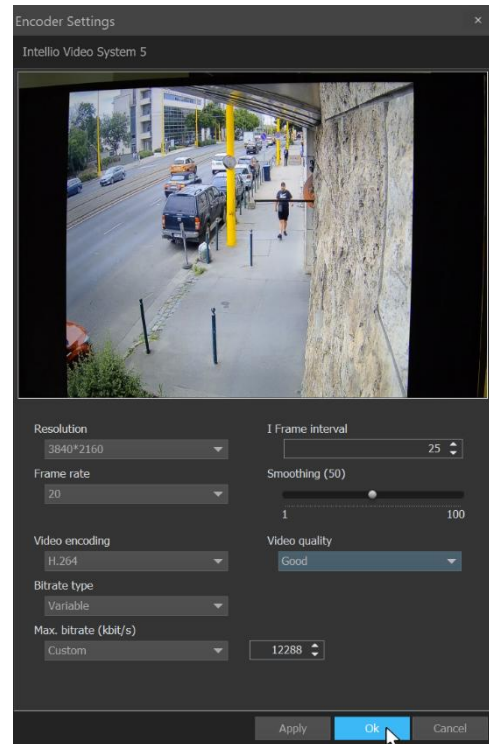 Encoder Settings
Intellio Video System 5
Resolution
3840*2160
I Frame interval
25
Frame rate
20
Smoothing (50)
1 100
Video encoding
H.264
Video quality
Good
Bitrate type
Variable
Max. bitrate (kbit/s)
Custom
12288
Apply Ok Cancel